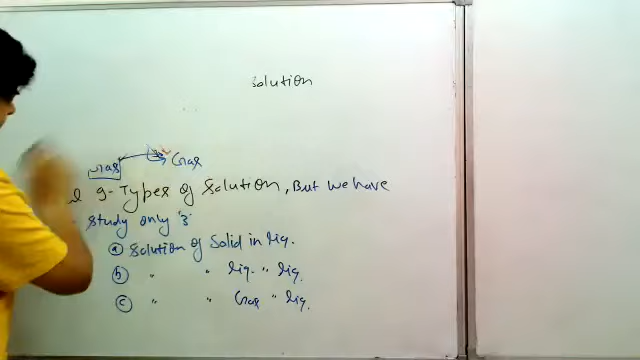 Solution
Gas Gas
9-Types of Solution, But we have
study only '3'
(a) Solution of Solid in liq.
(b) " " liq. " liq.
(c) " " Gas " liq.